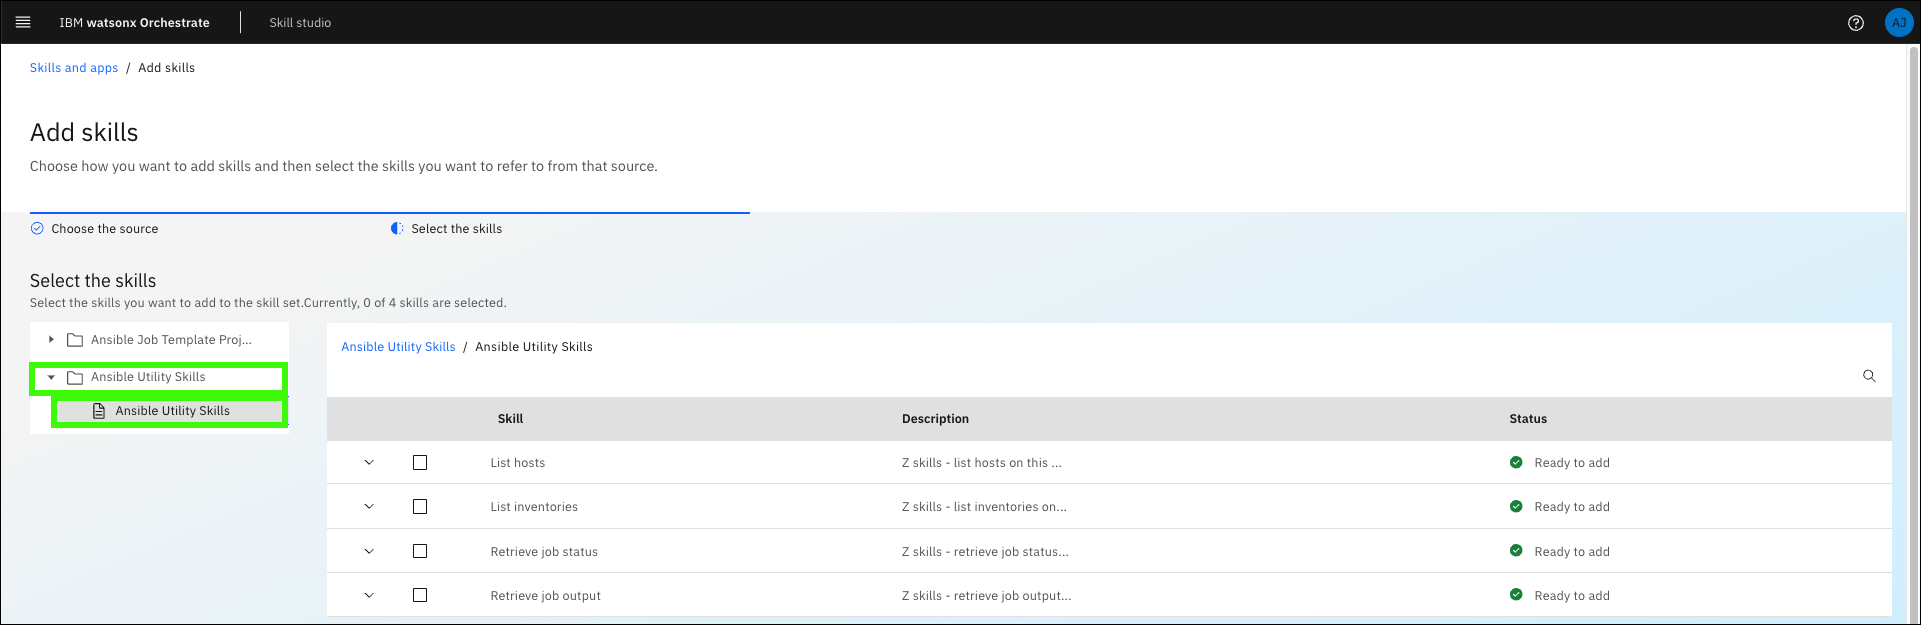 IBM watsonx Orchestrate Skill studio AJ
Skills and apps / Add skills
Add skills
Choose how you want to add skills and then select the skills you want to refer to from that source.
Choose the source Select the skills
Select the skills
Select the skills you want to add to the skill set.Currently, 0 of 4 skills are selected.
Ansible Job Template Proj...
Ansible Utility Skills
Ansible Utility Skills
Ansible Utility Skills / Ansible Utility Skills
Skill Description Status
List hosts Z skills - list hosts on this ... Ready to add
List inventories Z skills - list inventories on... Ready to add
Retrieve job status Z skills - retrieve job status... Ready to add
Retrieve job output Z skills - retrieve job output... Ready to add